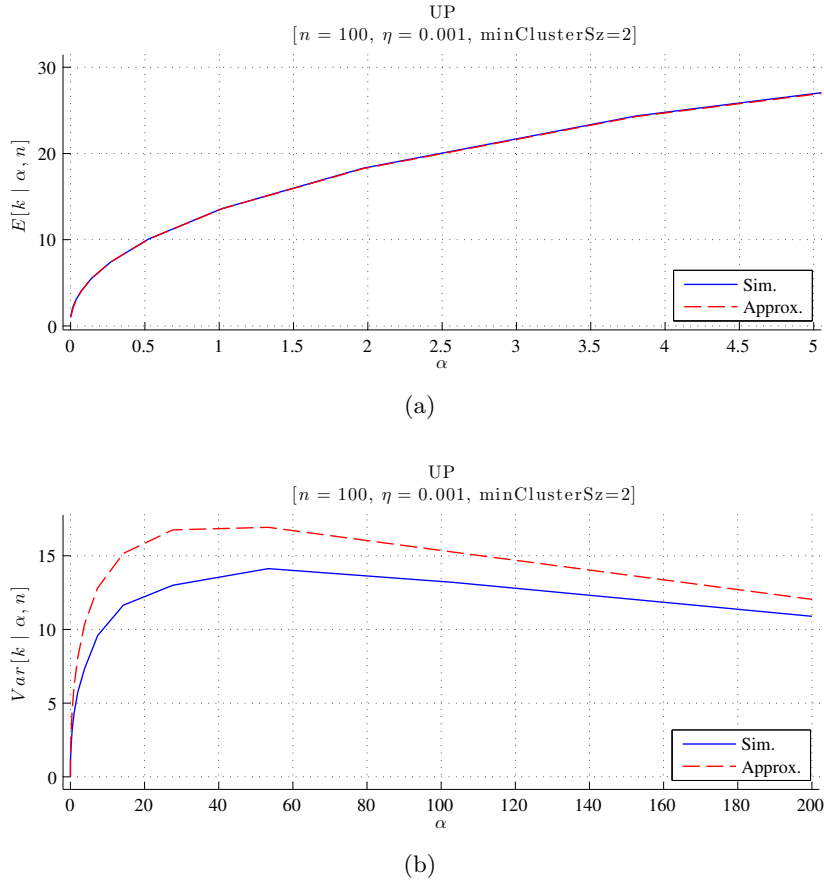 UP
[n = 100, η = 0.001, minClusterSz=2]
30
20
10
0
E[k | α, n]
0 0.5 1 1.5 2 2.5 3 3.5 4 4.5 5
α
Sim.
Approx.
(a)
UP
[n = 100, η = 0.001, minClusterSz=2]
15
10
5
0
Var[k | α, n]
0 20 40 60 80 100 120 140 160 180 200
α
Sim.
Approx.
(b)